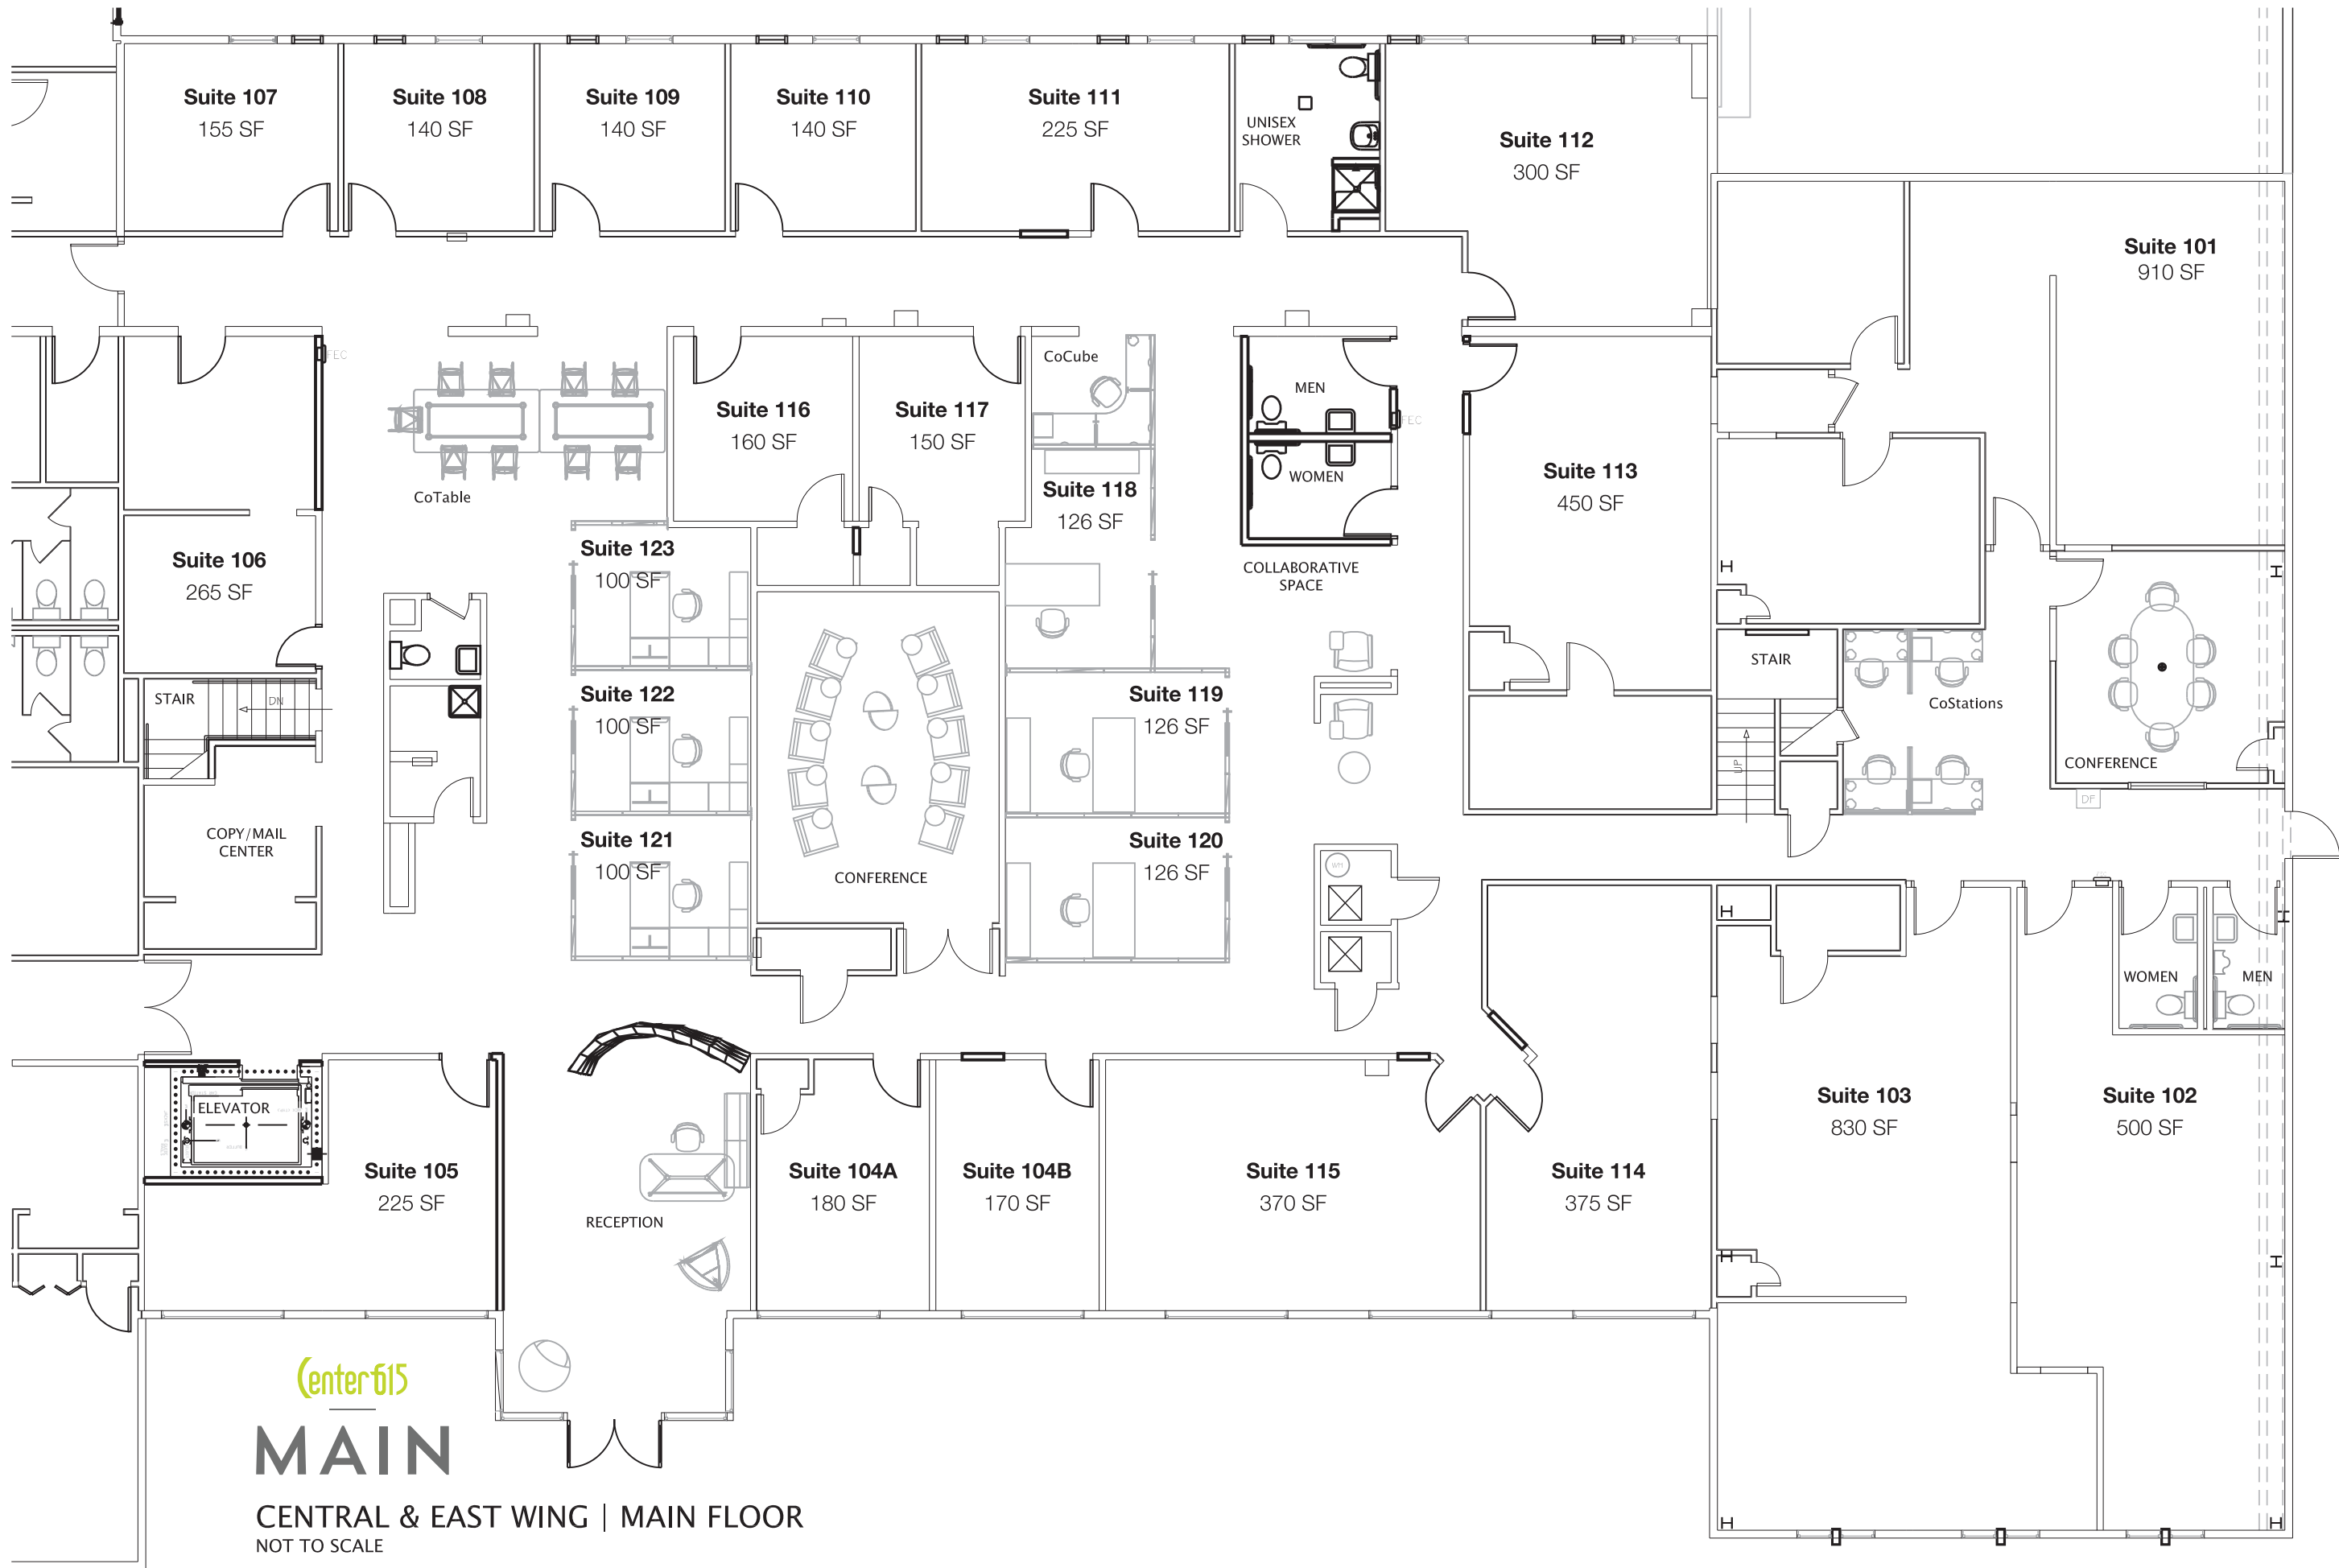 Suite 107
155 SF
Suite 108
140 SF
Suite 109
140 SF
Suite 110
140 SF
Suite 111
225 SF
UNISEX
SHOWER
Suite 112
300 SF
Suite 101
910 SF
FEC
CoTable
Suite 116
160 SF
Suite 117
150 SF
CoCube
Suite 118
126 SF
MEN
WOMEN
FEC
COLLABORATIVE
SPACE
Suite 113
450 SF
Suite 106
265 SF
Suite 123
100 SF
STAIR
DN
Suite 122
100 SF
Suite 119
126 SF
STAIR
UP
CoStations
CONFERENCE
DF
COPY/MAIL
CENTER
Suite 121
100 SF
CONFERENCE
Suite 120
126 SF
WH
WOMEN
MEN
ELEVATOR
Suite 105
225 SF
RECEPTION
Suite 104A
180 SF
Suite 104B
170 SF
Suite 115
370 SF
Suite 114
375 SF
Suite 103
830 SF
Suite 102
500 SF
Center615
MAIN
CENTRAL & EAST WING | MAIN FLOOR
NOT TO SCALE